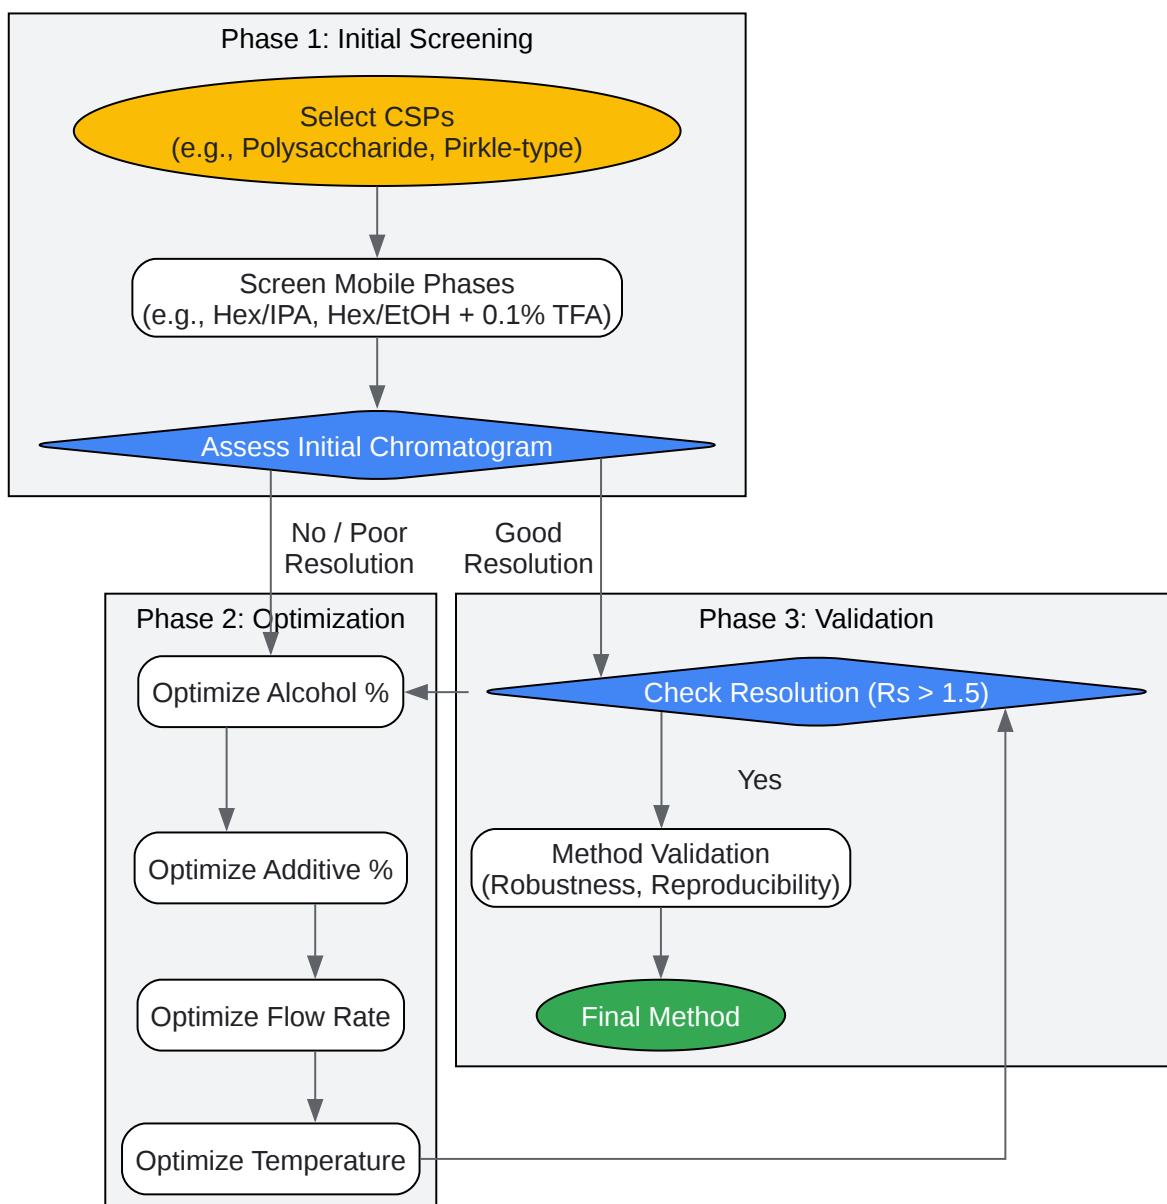 Phase 1: Initial Screening
Select CSPs
(e.g., Polysaccharide, Pirkle-type)
Screen Mobile Phases
(e.g., Hex/IPA, Hex/EtOH + 0.1% TFA)
Assess Initial Chromatogram
No / Poor
Resolution
Good
Resolution
Phase 2: Optimization
Optimize Alcohol %
Optimize Additive %
Optimize Flow Rate
Optimize Temperature
Phase 3: Validation
Check Resolution (Rs > 1.5)
Yes
Method Validation
(Robustness, Reproducibility)
Final Method